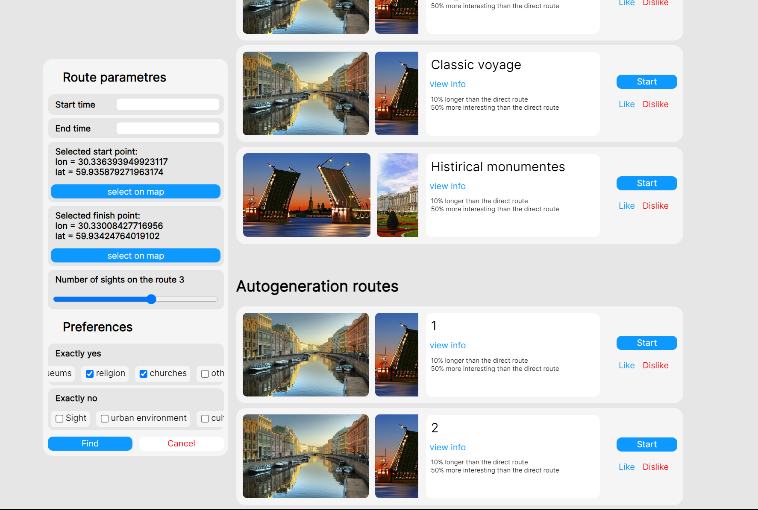 Route parametres
Start time
End time
Selected start point:
lon = 30.336393949923117
lat = 59.935879271963174
select on map
Selected finish point:
lon = 30.33008427716956
lat = 59.93424764019102
select on map
Number of sights on the route 3
Preferences
Exactly yes
eums religion churches oth
Exactly no
Sight urban environment cul
Find Cancel
50% more interesting than the direct route
Like Dislike
Classic voyage
view info
10% longer than the direct route
50% more interesting than the direct route
Start
Like Dislike
Histirical monumentes
view info
10% longer than the direct route
50% more interesting than the direct route
Start
Like Dislike
Autogeneration routes
1
view info
10% longer than the direct route
50% more interesting than the direct route
Start
Like Dislike
2
view info
10% longer than the direct route
50% more interesting than the direct route
Start
Like Dislike